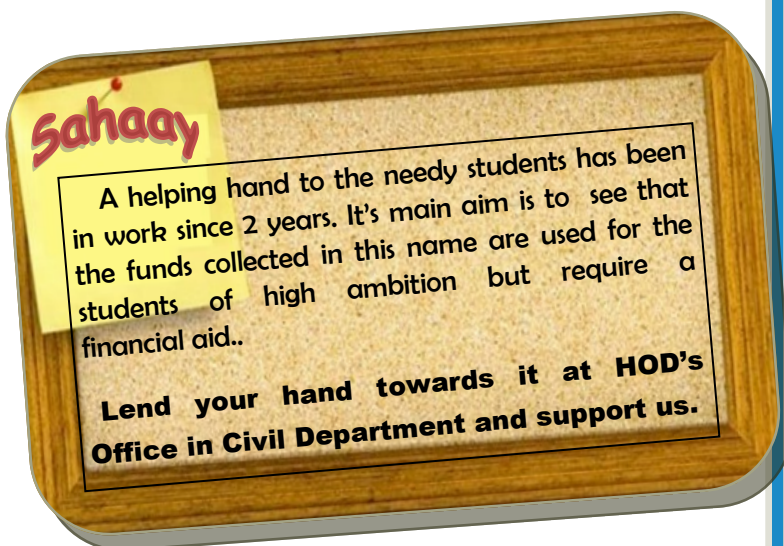 Sahaay
A helping hand to the needy students has been
in work since 2 years. It's main aim is to see that
the funds collected in this name are used for the
students of high ambition but require a
financial aid..
Lend your hand towards it at HOD's
Office in Civil Department and support us.